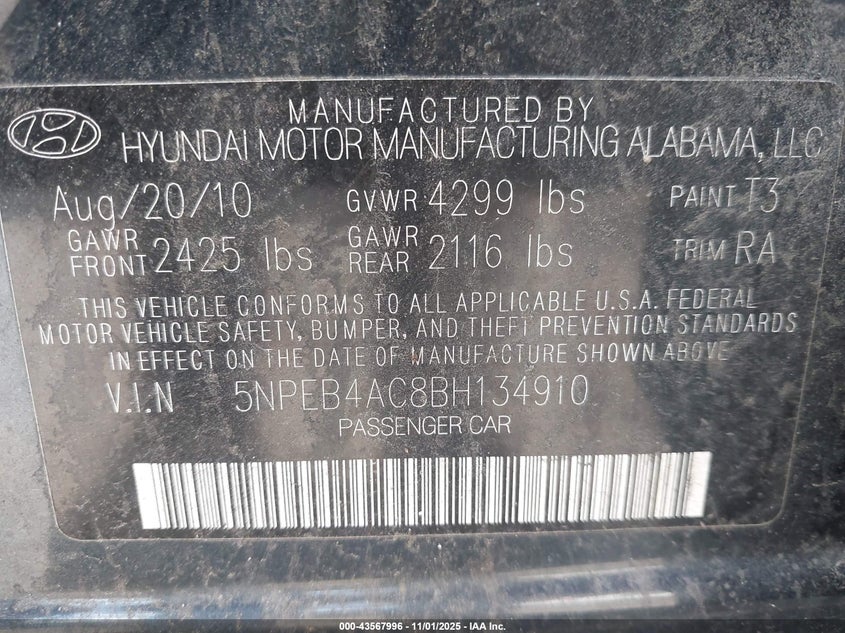 MANUFACTURED BY
HYUNDAI MOTOR MANUFACTURING ALABAMA, LLC
Aug/20/10 GVWR 4299 lbs PAINT T3
GAWR FRONT 2425 lbs GAWR REAR 2116 lbs TRIM RA
THIS VEHICLE CONFORMS TO ALL APPLICABLE U.S.A. FEDERAL
MOTOR VEHICLE SAFETY, BUMPER, AND THEFT PREVENTION STANDARDS
IN EFFECT ON THE DATE OF MANUFACTURE SHOWN ABOVE
V.I.N 5NPEB4AC8BH134910
PASSENGER CAR
000-43567996 - 11/01/2025 - IAA Inc.